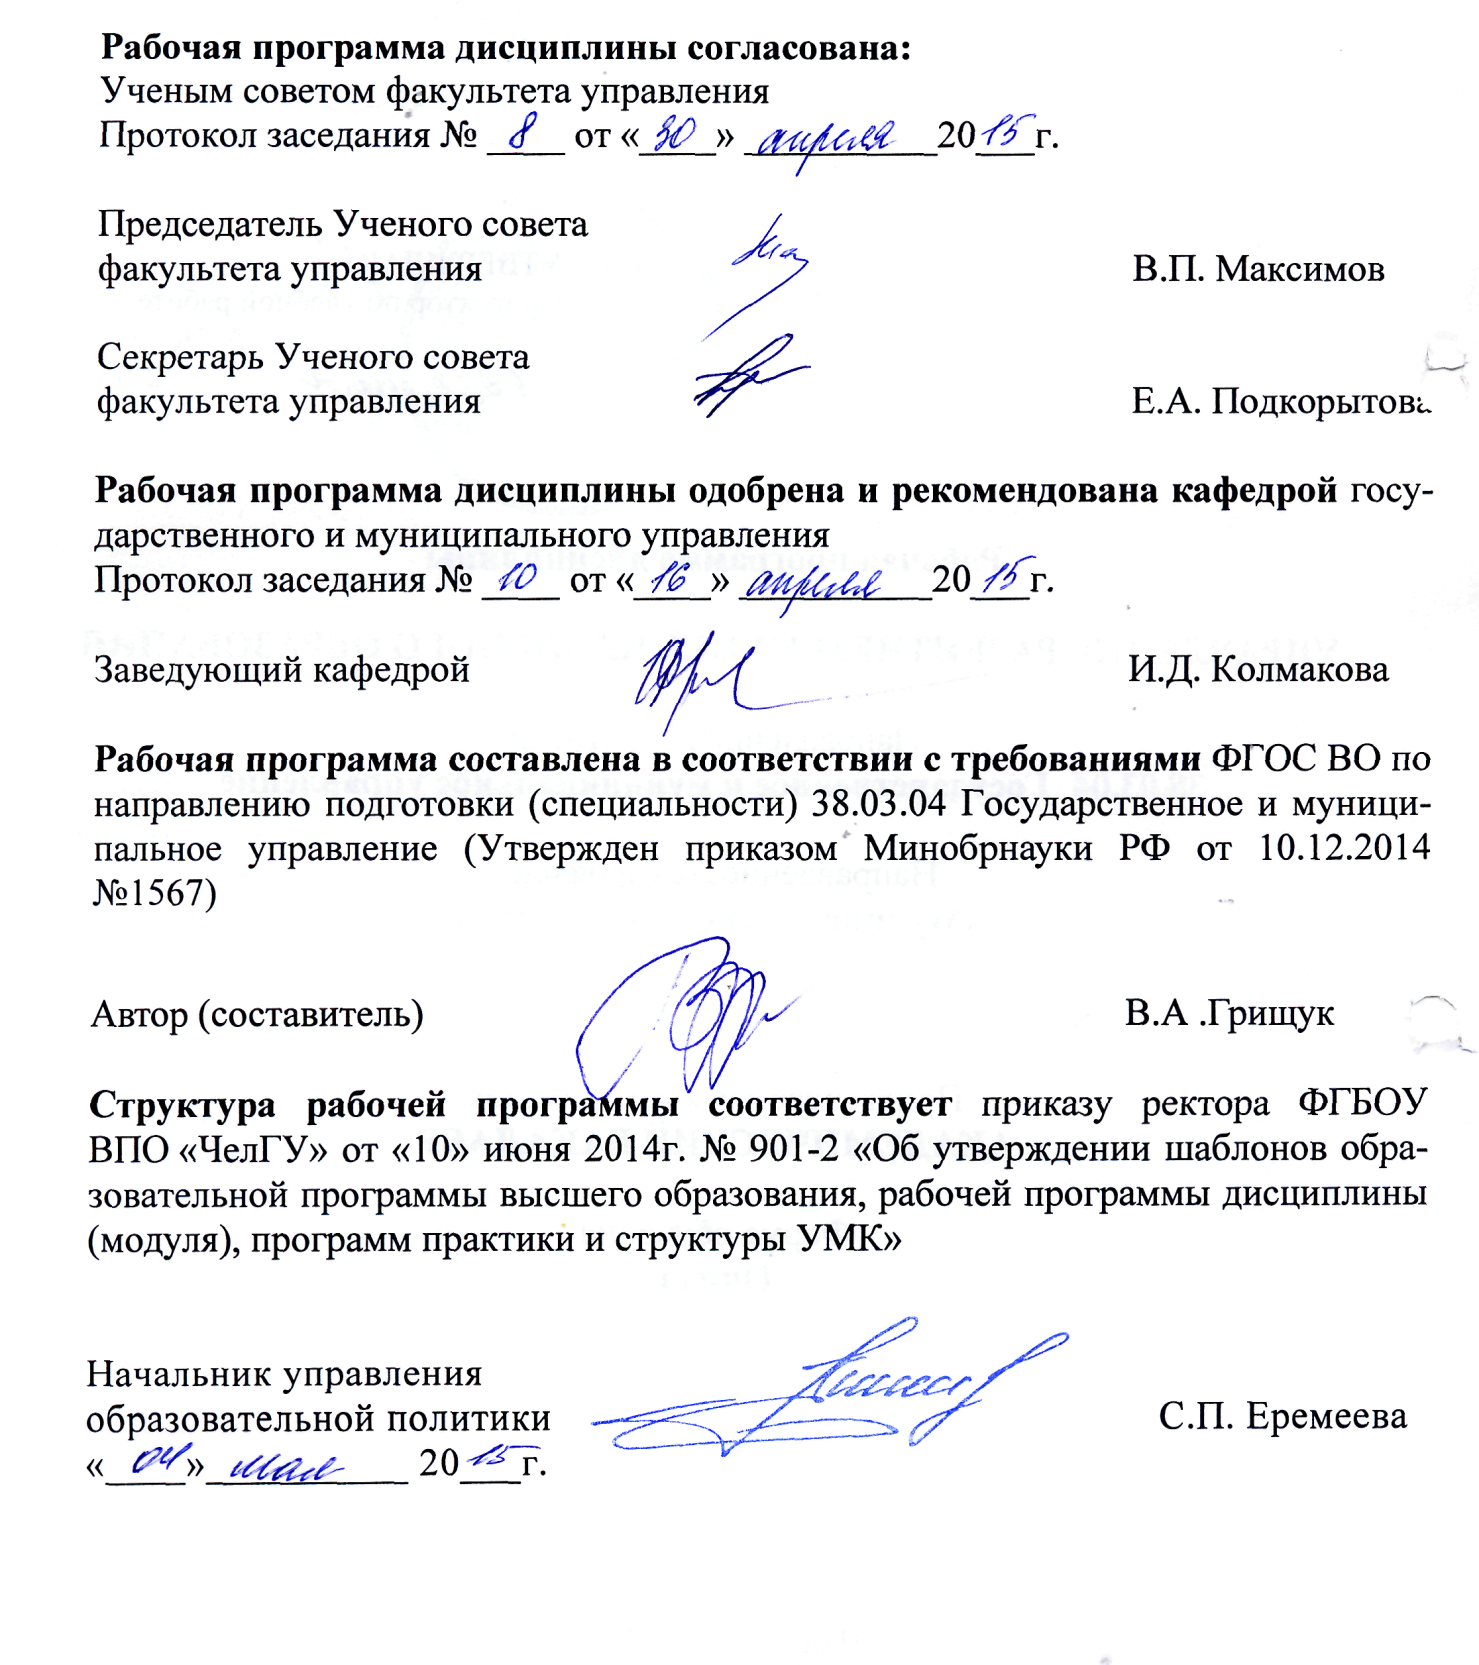 Рабочая программа дисциплины согласована:
Ученым советом факультета управления
Протокол заседания № 8 от «30» апреля 2015г.
Председатель Ученого совета
факультета управления В.П. Максимов
Секретарь Ученого совета
факультета управления Е.А. Подкорытова
Рабочая программа дисциплины одобрена и рекомендована кафедрой госу-
дарственного и муниципального управления
Протокол заседания № 10 от «16» апреля 2015г.
Заведующий кафедрой И.Д. Колмакова
Рабочая программа составлена в соответствии с требованиями ФГОС ВО по
направлению подготовки (специальности) 38.03.04 Государственное и муници-
пальное управление (Утвержден приказом Минобрнауки РФ от 10.12.2014
№1567)
Автор (составитель) В.А .Грищук
Структура рабочей программы соответствует приказу ректора ФГБОУ
ВПО «ЧелГУ» от «10» июня 2014г. № 901-2 «Об утверждении шаблонов обра-
зовательной программы высшего образования, рабочей программы дисциплины
(модуля), программ практики и структуры УМК»
Начальник управления
образовательной политики С.П. Еремеева
«04» мая 2015г.